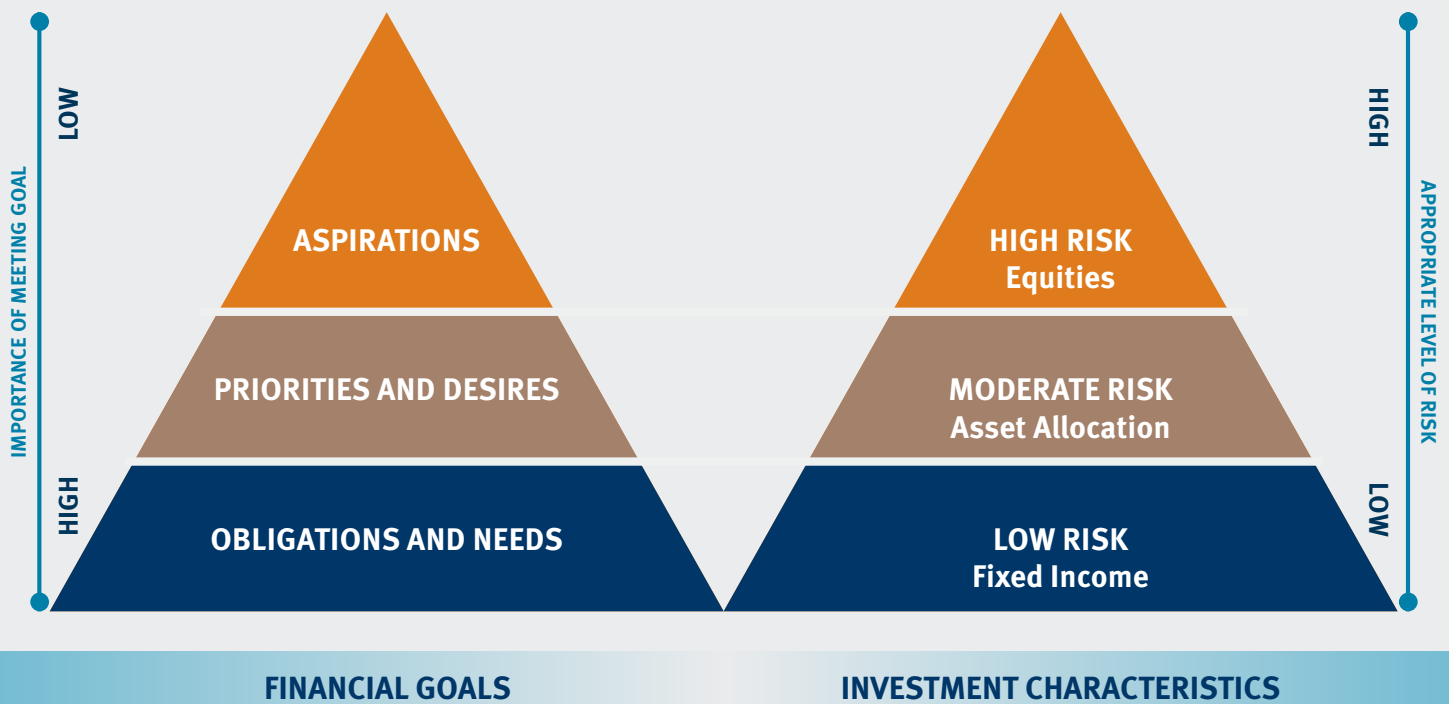 IMPORTANCE OF MEETING GOAL
LOW
HIGH
ASPIRATIONS
PRIORITIES AND DESIRES
OBLIGATIONS AND NEEDS
HIGH RISK
Equities
MODERATE RISK
Asset Allocation
LOW RISK
Fixed Income
HIGH
LOW
APPROPRIATE LEVEL OF RISK
FINANCIAL GOALS
INVESTMENT CHARACTERISTICS